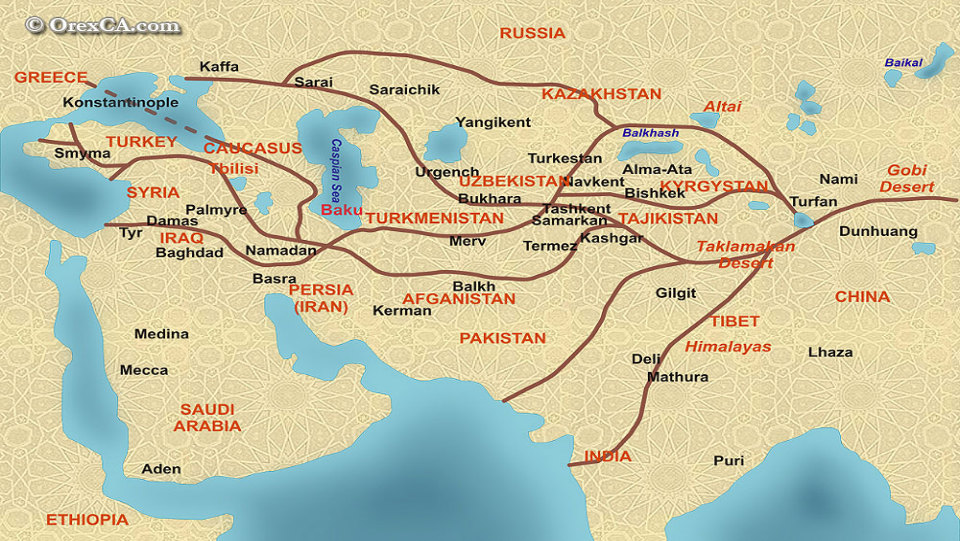 © OrexCA.com
RUSSIA
GREECE
Kaffa
Sarai
Saraichik
KAZAKHSTAN
Baikal
Altai
Konstantinople
Yangikent
Balkhash
TURKEY
Smyrna
CAUCASUS
Tbilisi
Caspian Sea
Turkestan
Urgench
UZBEKISTAN
Navkent
Alma-Ata
Bishkek
KYRGYSTAN
Nami
Gobi
Desert
SYRIA
Palmyre
Baku
Bukhara
Turfan
Damas
Tyr
TURKMENISTAN
Tashkent
Samarkan
TAJIKISTAN
Dunhuang
IRAQ
Baghdad
Namadan
Merv
Termez
Kashgar
Taklamakan
Desert
Basra
PERSIA
(IRAN)
Balkh
AFGANISTAN
Kerman
Gilgit
CHINA
Medina
PAKISTAN
TIBET
Himalayas
Lhaza
Mecca
Deli
Mathura
SAUDI
ARABIA
Aden
INDIA
Puri
ETHIOPIA